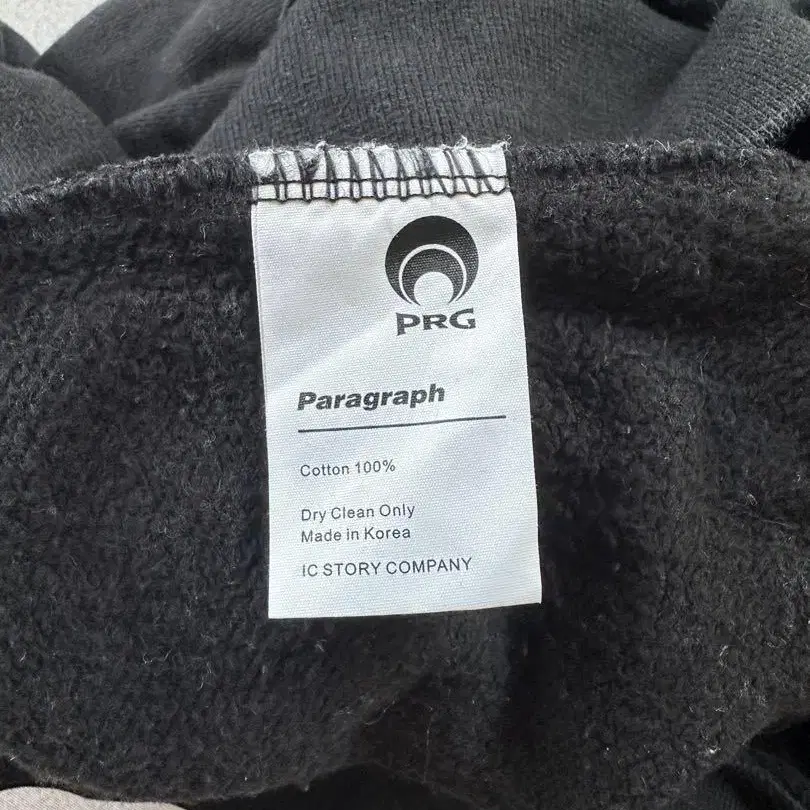 PRG
Paragraph
Cotton 100%
Dry Clean Only
Made in Korea
IC STORY COMPANY